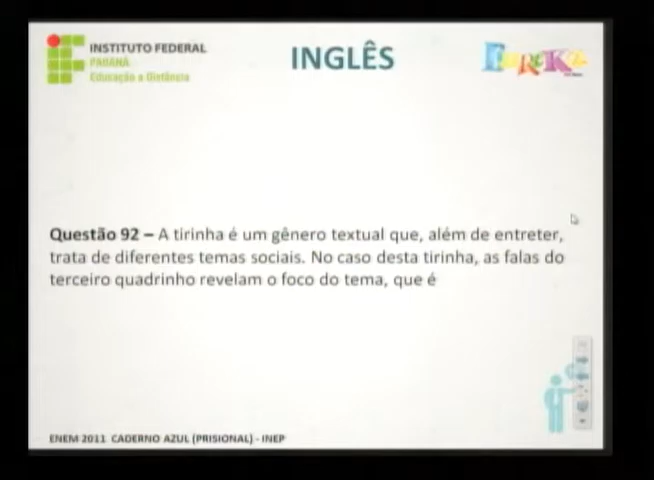 INSTITUTO FEDERAL
PARANÁ
Educação a Distância
INGLÊS
EUREKA
Questão 92 – A tirinha é um gênero textual que, além de entreter,
trata de diferentes temas sociais. No caso desta tirinha, as falas do
terceiro quadrinho revelam o foco do tema, que é
ENEM 2011 CADERNO AZUL (PRISIONAL) - INEP